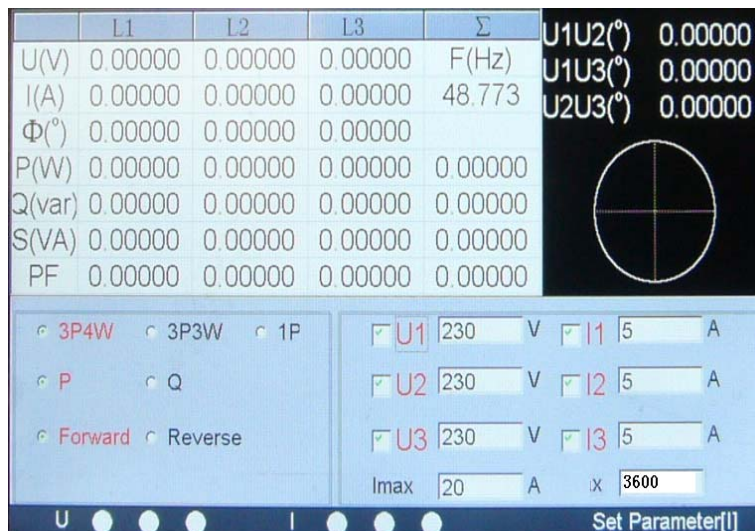 L1 L2 L3 Σ
U(V) 0.00000 0.00000 0.00000 F(Hz)
I(A) 0.00000 0.00000 0.00000 48.773
Φ(°) 0.00000 0.00000 0.00000
P(W) 0.00000 0.00000 0.00000 0.00000
Q(var) 0.00000 0.00000 0.00000 0.00000
S(VA) 0.00000 0.00000 0.00000 0.00000
PF 0.00000 0.00000 0.00000 0.00000
U1U2(°) 0.00000
U1U3(°) 0.00000
U2U3(°) 0.00000
3P4W 3P3W 1P
P Q
Forward Reverse
U1 230 V I1 5 A
U2 230 V I2 5 A
U3 230 V I3 5 A
Imax 20 A x 3600
U I Set Parameter[I]